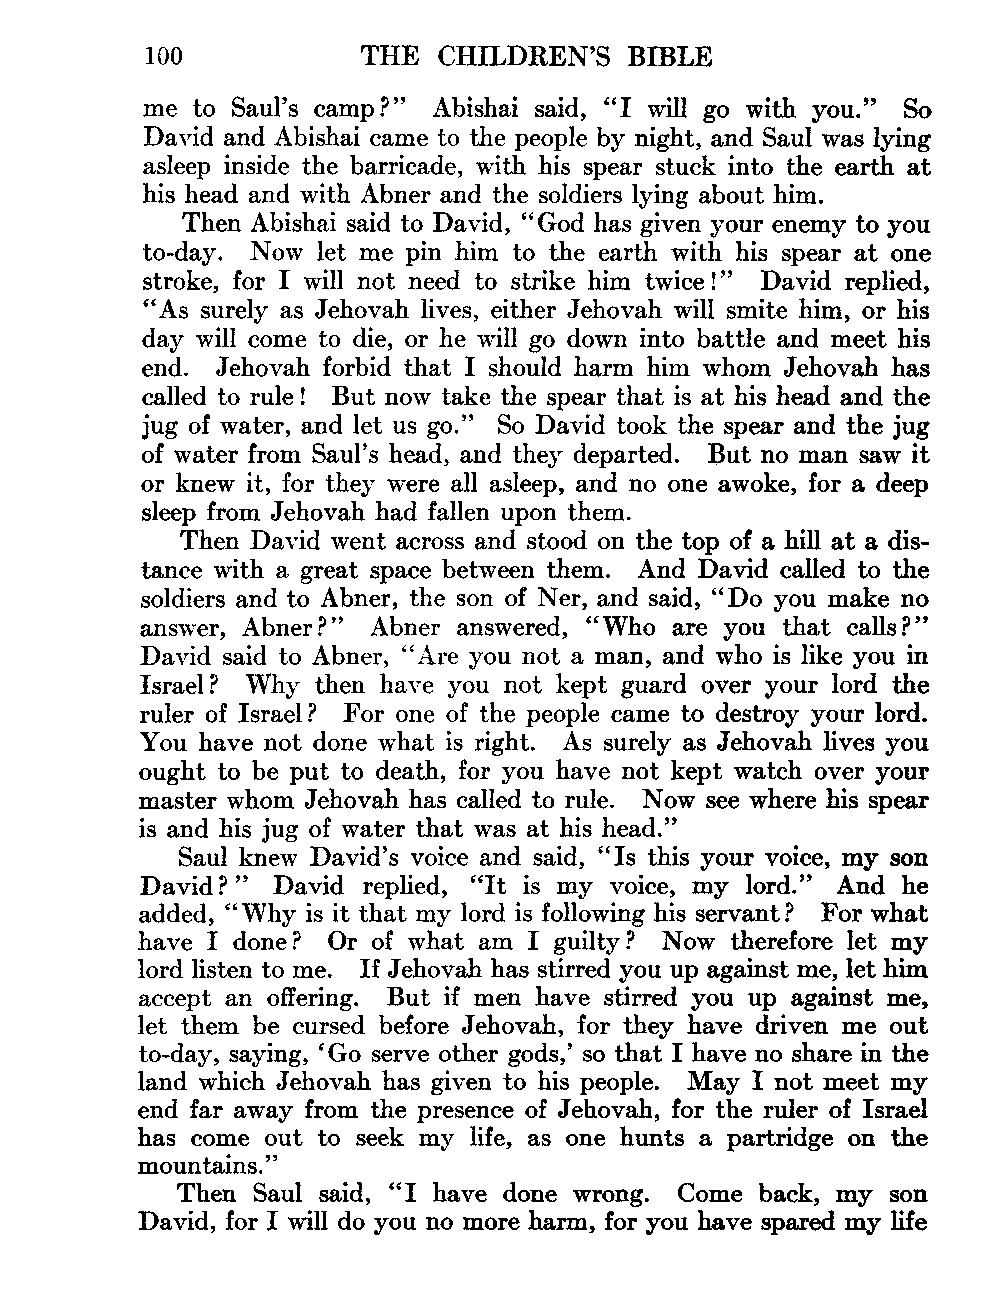 100 THE CHILDREN'S BIBLE
me to Saul's camp?” Abishai said, “I will go with you.” So
David and Abishai came to the people by night, and Saul was lying
asleep inside the barricade, with his spear stuck into the earth at
his head and with Abner and the soldiers lying about him.
Then Abishai said to David, “God has given your enemy to you
to-day. Now let me pin him to the earth with his spear at one
stroke, for I will not need to strike him twice!” David replied,
“As surely as Jehovah lives, either Jehovah will smite him, or his
day will come to die, or he will go down into battle and meet his
end. Jehovah forbid that I should harm him whom Jehovah has
called to rule! But now take the spear that is at his head and the
jug of water, and let us go.” So David took the spear and the jug
of water from Saul's head, and they departed. But no man saw it
or knew it, for they were all asleep, and no one awoke, for a deep
sleep from Jehovah had fallen upon them.
Then David went across and stood on the top of a hill at a dis-
tance with a great space between them. And David called to the
soldiers and to Abner, the son of Ner, and said, “Do you make no
answer, Abner?” Abner answered, “Who are you that calls?”
David said to Abner, “Are you not a man, and who is like you in
Israel? Why then have you not kept guard over your lord the
ruler of Israel? For one of the people came to destroy your lord.
You have not done what is right. As surely as Jehovah lives you
ought to be put to death, for you have not kept watch over your
master whom Jehovah has called to rule. Now see where his spear
is and his jug of water that was at his head.”
Saul knew David's voice and said, “Is this your voice, my son
David?” David replied, “It is my voice, my lord.” And he
added, “Why is it that my lord is following his servant? For what
have I done? Or of what am I guilty? Now therefore let my
lord listen to me. If Jehovah has stirred you up against me, let him
accept an offering. But if men have stirred you up against me,
let them be cursed before Jehovah, for they have driven me out
to-day, saying, ‘Go serve other gods,’ so that I have no share in the
land which Jehovah has given to his people. May I not meet my
end far away from the presence of Jehovah, for the ruler of Israel
has come out to seek my life, as one hunts a partridge on the
mountains.”
Then Saul said, “I have done wrong. Come back, my son
David, for I will do you no more harm, for you have spared my life